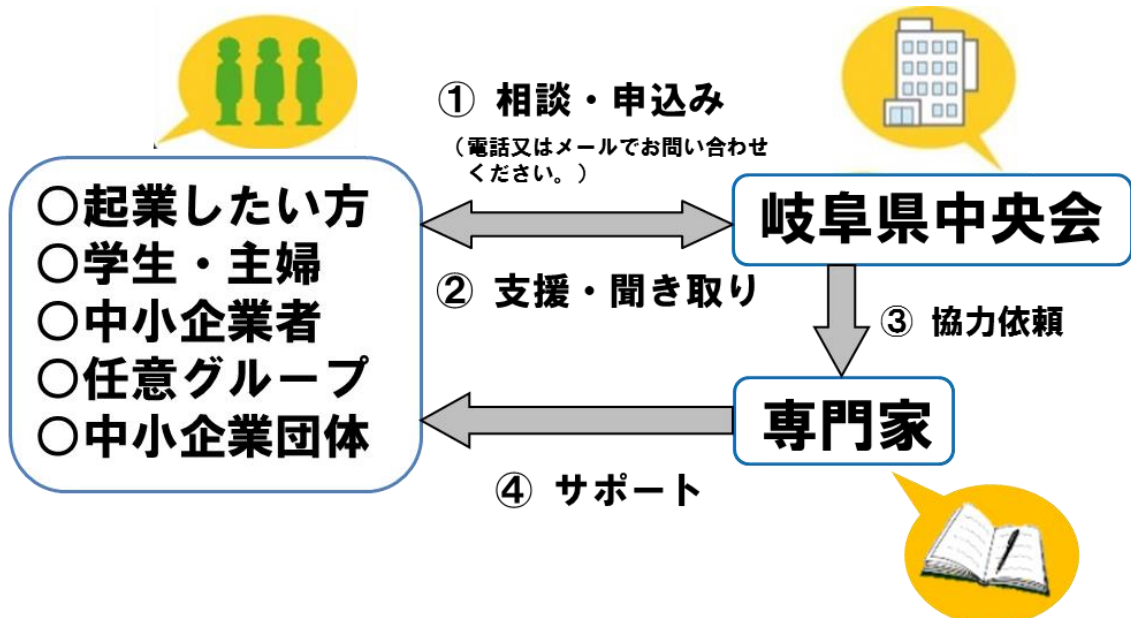 ① 相談・申込み
（電話又はメールでお問い合わせ
ください。）
○起業したい方
○学生・主婦
○中小企業者
○任意グループ
○中小企業団体
岐阜県中央会
② 支援・聞き取り
③ 協力依頼
専門家
④ サポート